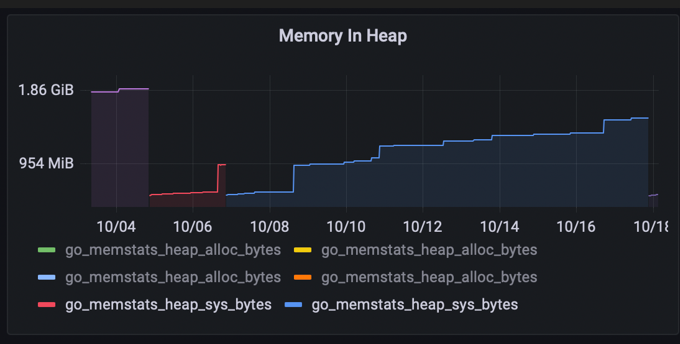 Memory In Heap
1.86 GiB
954 MiB
10/04 10/06 10/08 10/10 10/12 10/14 10/16 10/18
go_memstats_heap_alloc_bytes go_memstats_heap_alloc_bytes
go_memstats_heap_alloc_bytes go_memstats_heap_alloc_bytes
go_memstats_heap_sys_bytes go_memstats_heap_sys_bytes